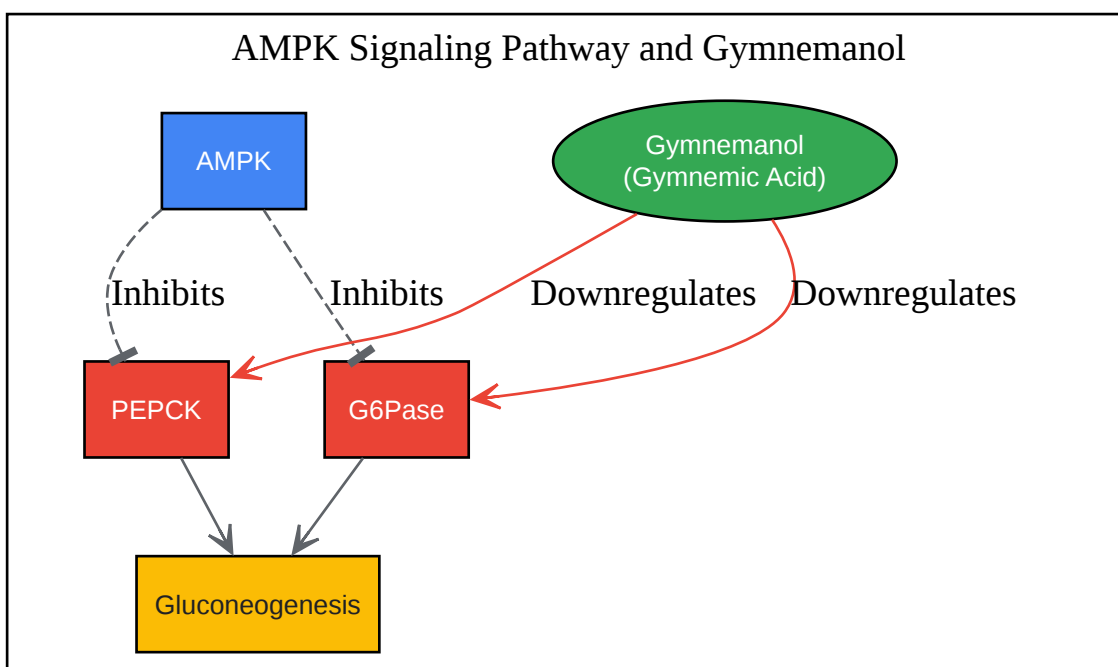 AMPK Signaling Pathway and Gymnemanol
AMPK
Gymnemanol
(Gymnemic Acid)
Inhibits
Inhibits
Downregulates
Downregulates
PEPCK
G6Pase
Gluconeogenesis